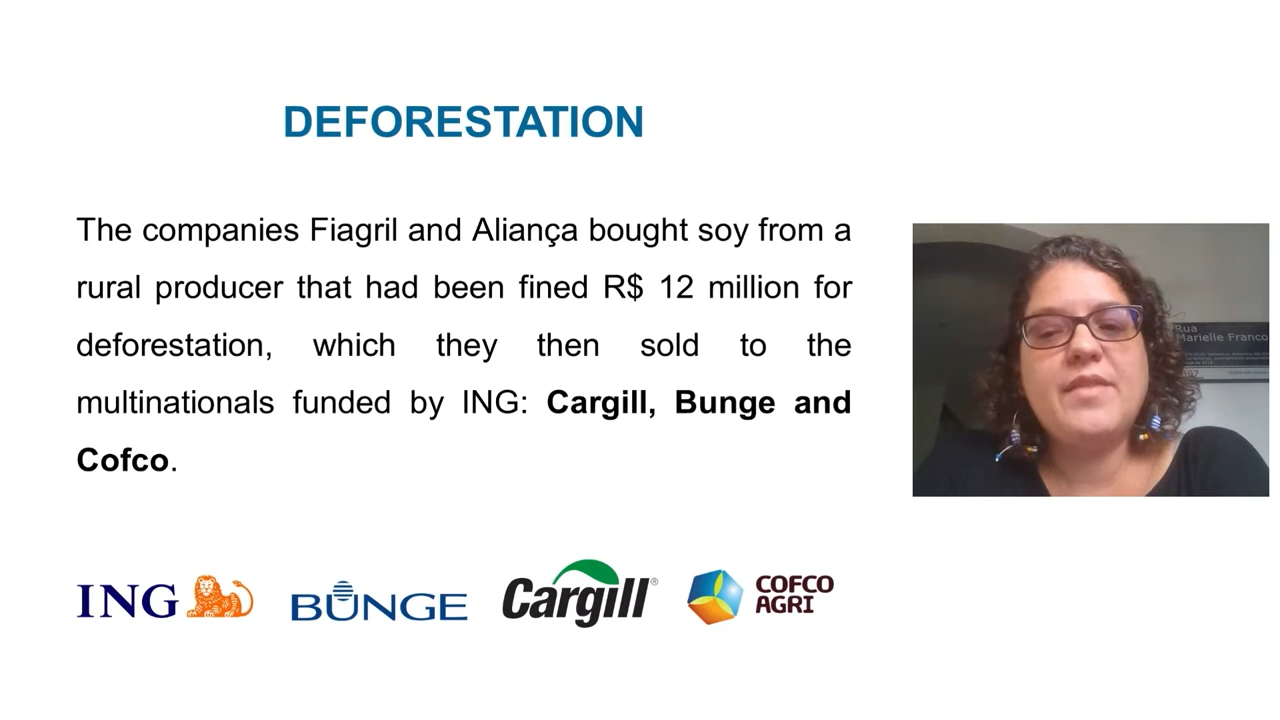 DEFORESTATION
The companies Fiagril and Aliança bought soy from a
rural producer that had been fined R$ 12 million for
deforestation, which they then sold to the
multinationals funded by ING: Cargill, Bunge and
Cofco.
Rua
Marielle Franco
ING
BUNGE
Cargill®
COFCO
AGRI